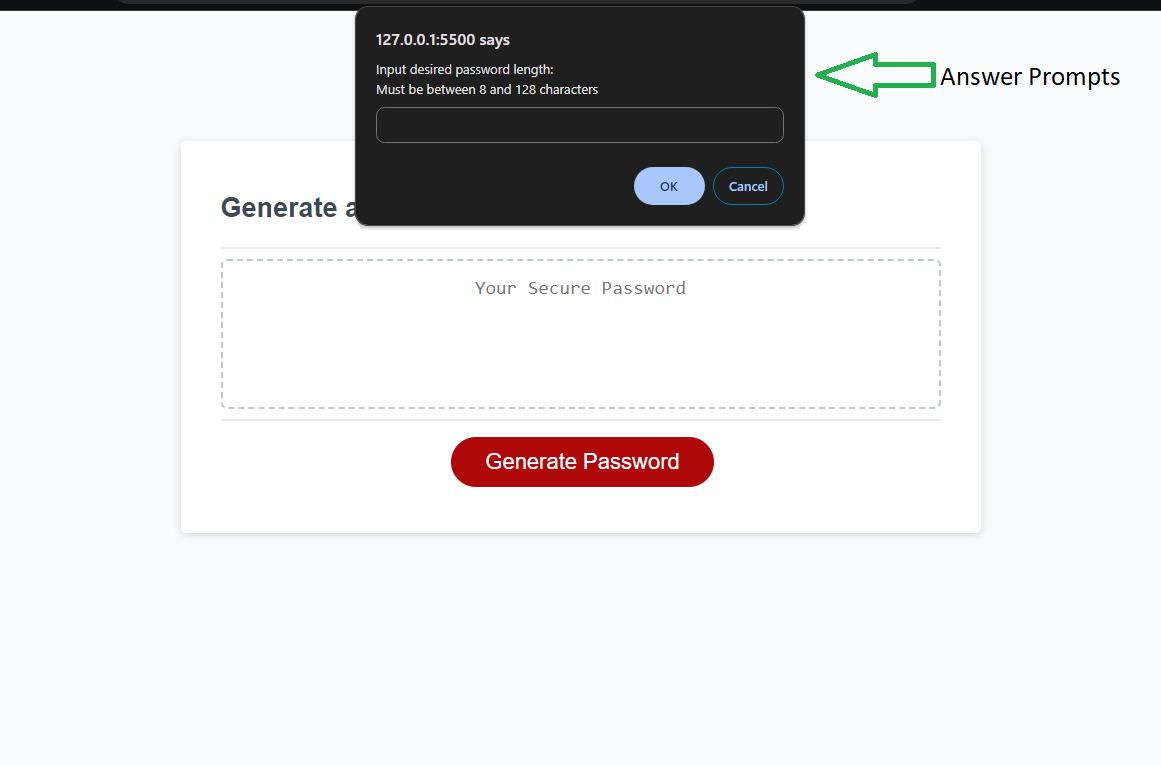 127.0.0.1:5500 says
Input desired password length:
Must be between 8 and 128 characters
Answer Prompts
OK
Cancel
Generate a
Your Secure Password
Generate Password